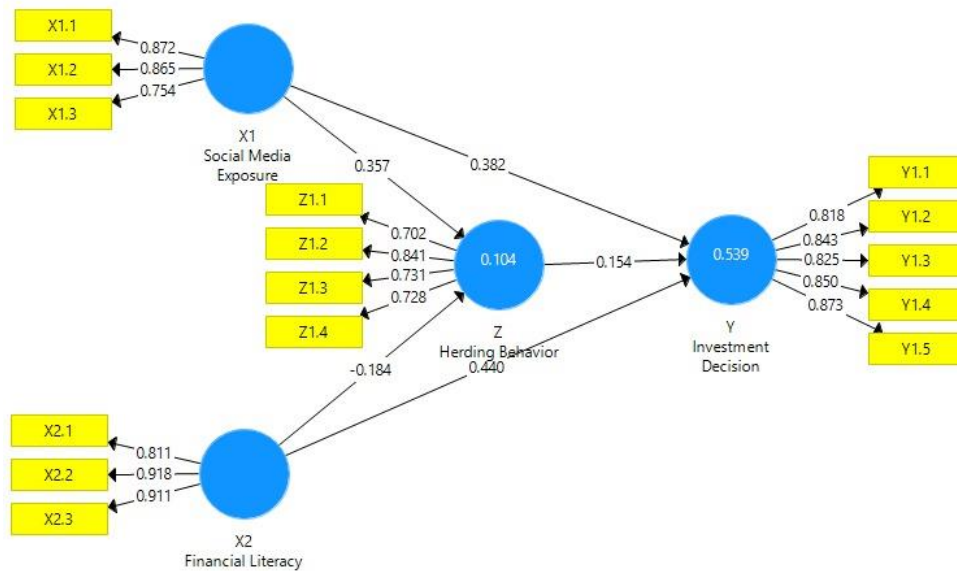 X1.1
0.872
X1.2
0.865
X1.3
0.754
X1
Social Media
Exposure
0.357
0.382
Z1.1
0.702
Z1.2
0.841
Z1.3
0.731
Z1.4
0.728
0.104
Z
Herding Behavior
0.154
0.539
Y
Investment
Decision
Y1.1
0.818
Y1.2
0.843
Y1.3
0.825
Y1.4
0.850
Y1.5
0.873
-0.184
0.440
X2.1
0.811
X2.2
0.918
X2.3
0.911
X2
Financial Literacy